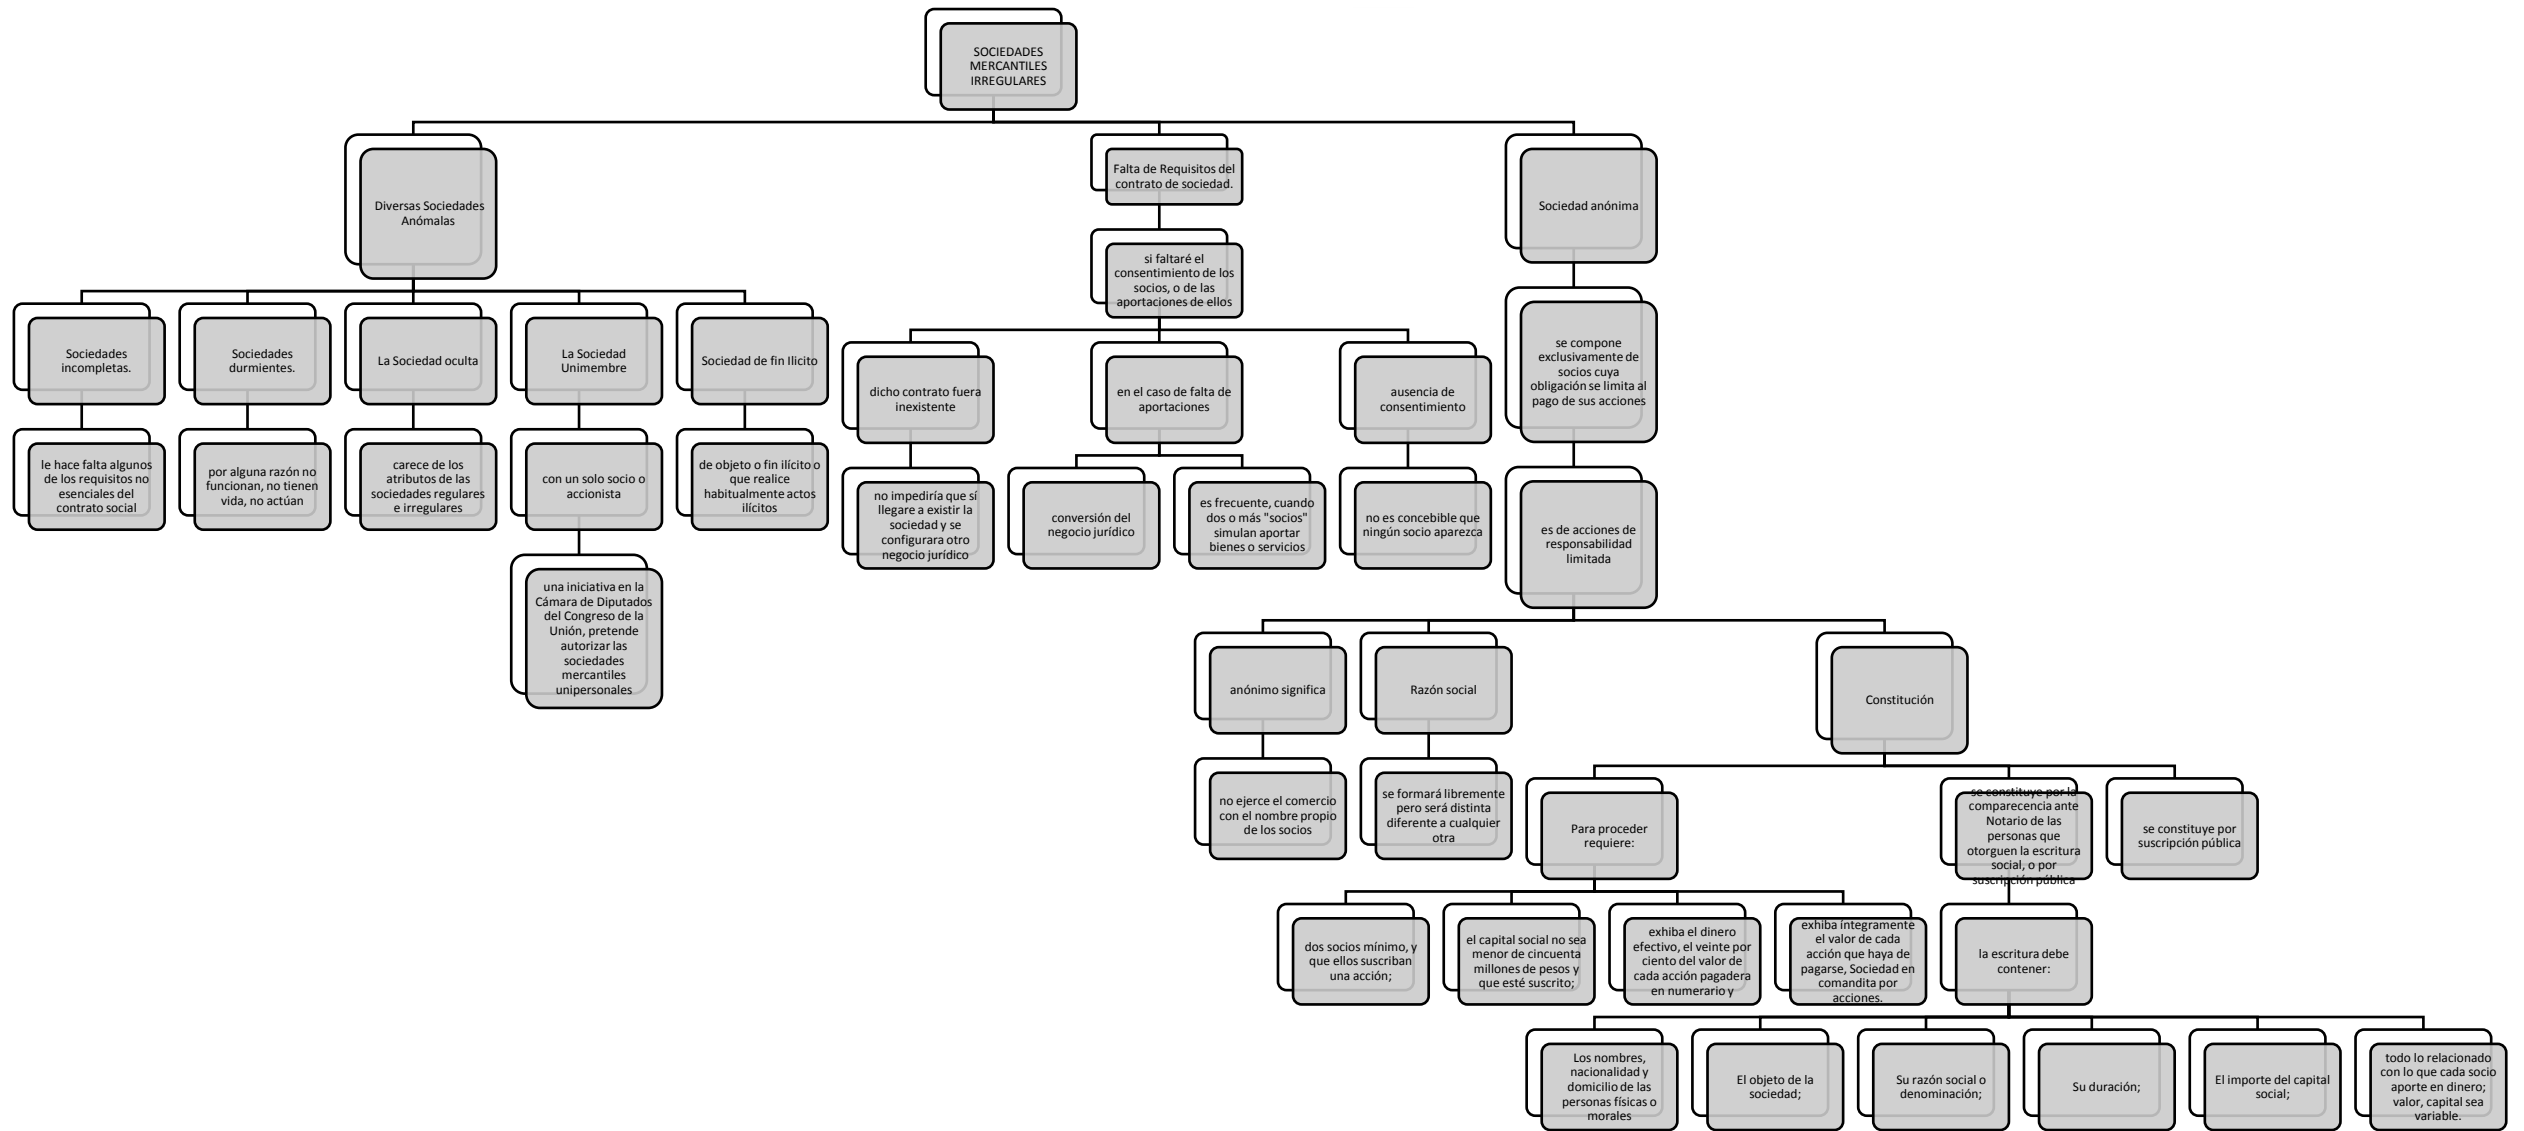 SOCIEDADES
MERCANTILES
IRREGULARES
Diversas Sociedades
Anómalas
Falta de Requisitos del
contrato de sociedad.
Sociedad anónima
si faltaré el
consentimiento de los
socios, o de las
aportaciones de ellos
Sociedades
incompletas.
Sociedades
durmientes.
La Sociedad oculta
La Sociedad
Unimembre
Sociedad de fin Ilicito
dicho contrato fuera
inexistente
en el caso de falta de
aportaciones
ausencia de
consentimiento
se compone
exclusivamente de
socios cuya
obligación se limita al
pago de sus acciones
le hace falta algunos
de los requisitos no
esenciales del
contrato social
por alguna razón no
funcionan, no tienen
vida, no actúan
carece de los
atributos de las
sociedades regulares
e irregulares
con un solo socio o
accionista
de objeto o fin ilícito o
que realice
habitualmente actos
ilícitos
no impediría que sí
llegare a existir la
sociedad y se
configurara otro
negocio jurídico
conversión del
negocio jurídico
es frecuente, cuando
dos o más "socios"
simulan aportar
bienes o servicios
no es concebible que
ningún socio aparezca
es de acciones de
responsabilidad
limitada
una iniciativa en la
Cámara de Diputados
del Congreso de la
Unión, pretende
autorizar las
sociedades
mercantiles
unipersonales
anónimo significa
Razón social
Constitución
no ejerce el comercio
con el nombre propio
de los socios
se formará libremente
pero será distinta
diferente a cualquier
otra
Para proceder
requiere:
se constituye por la
comparecencia ante
Notario de las
personas que
otorguen la escritura
social, o por
suscripción pública
se constituye por
suscripción pública
dos socios mínimo, y
que ellos suscriban
una acción;
el capital social no sea
menor de cincuenta
millones de pesos y
que esté suscrito;
exhiba el dinero
efectivo, el veinte por
ciento del valor de
cada acción pagadera
en numerario y
exhiba íntegramente
el valor de cada
acción que haya de
pagarse, Sociedad en
comandita por
acciones.
la escritura debe
contener:
Los nombres,
nacionalidad y
domicilio de las
personas físicas o
morales
El objeto de la
sociedad;
Su razón social o
denominación;
Su duración;
El importe del capital
social;
todo lo relacionado
con lo que cada socio
aporte en dinero;
valor, capital sea
variable.